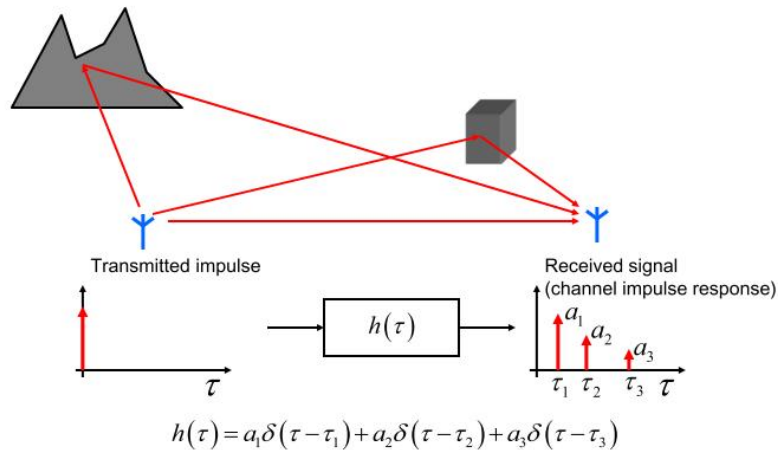 Transmitted impulse
Received signal
(channel impulse response)
h(τ)
a₁
a₂
a₃
τ
τ₁ τ₂ τ₃ τ
h(τ) = a₁δ(τ−τ₁) + a₂δ(τ−τ₂) + a₃δ(τ−τ₃)